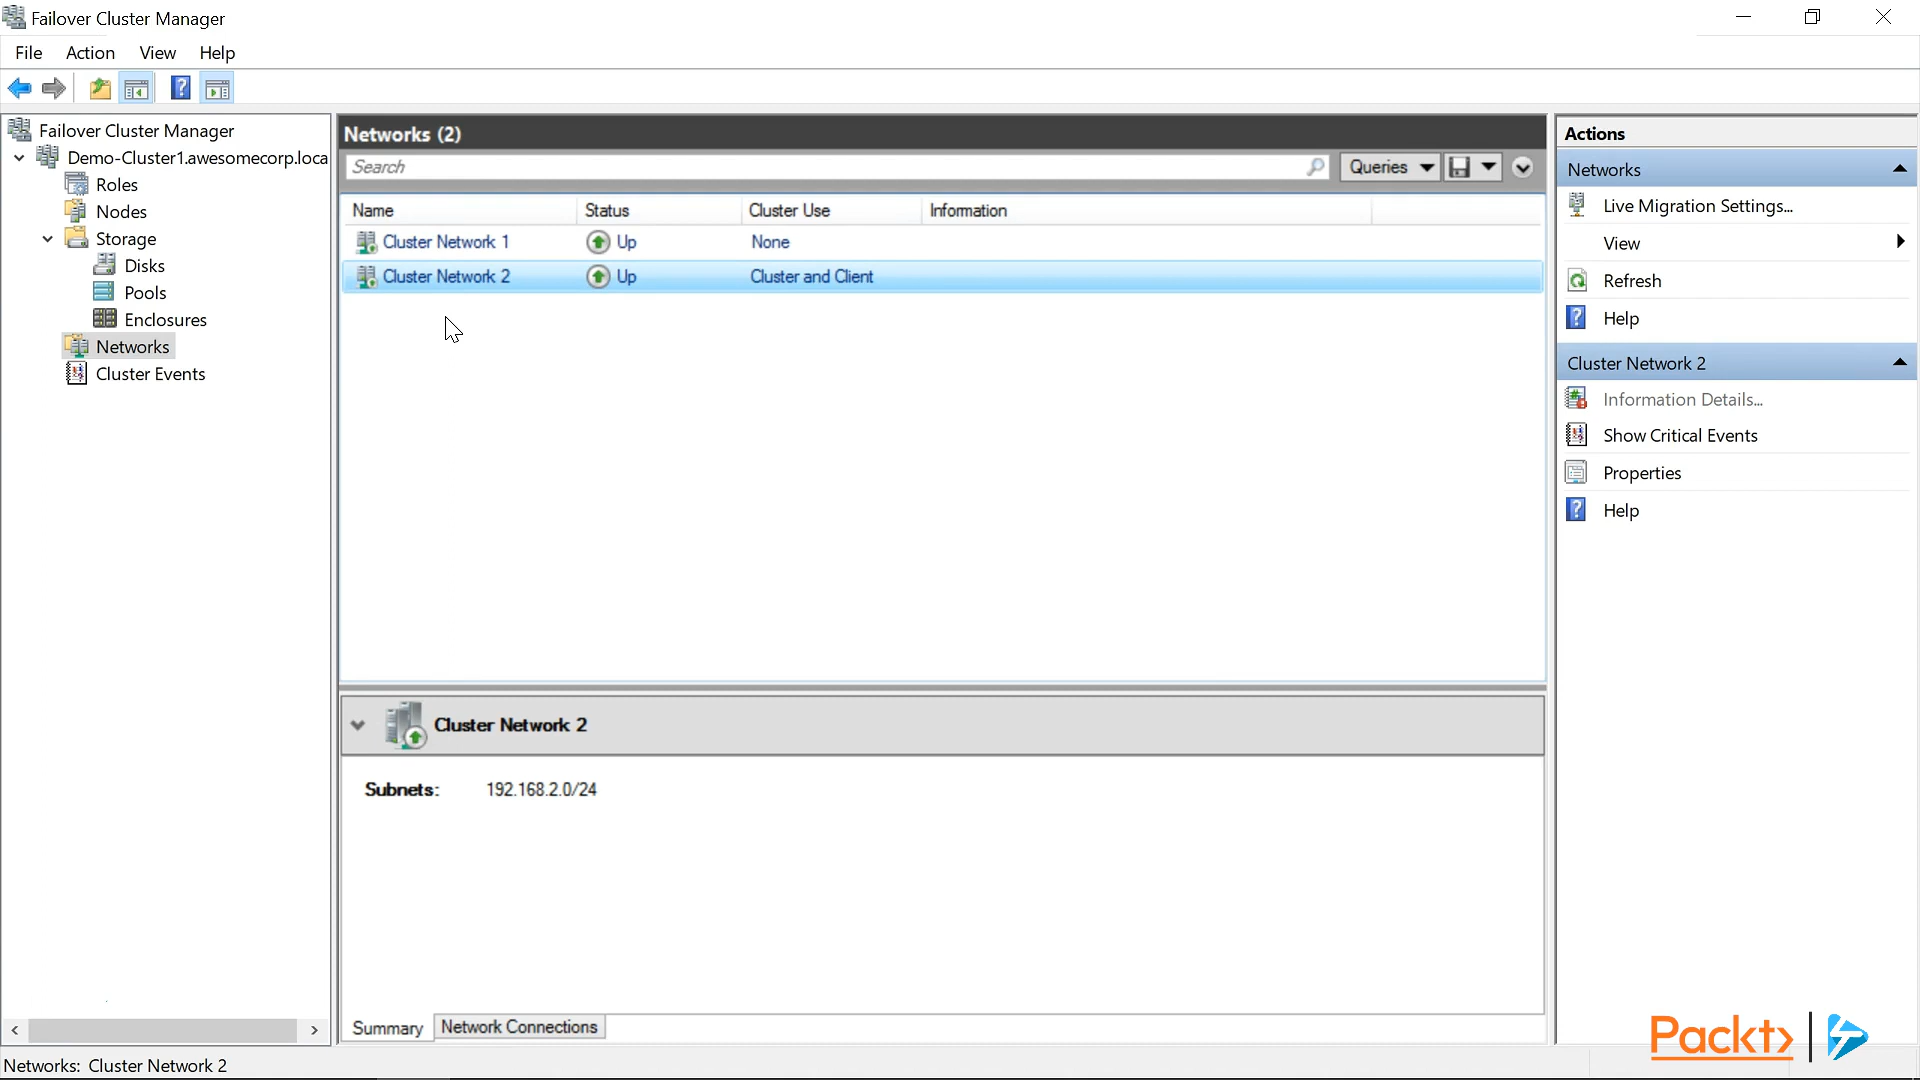 Failover Cluster Manager
File Action View Help
Failover Cluster Manager
Demo-Cluster1.awesomecorp.loca
Roles
Nodes
Storage
Disks
Pools
Enclosures
Networks
Cluster Events
Networks (2)
Search
Queries
Name Status Cluster Use Information
Cluster Network 1 Up None
Cluster Network 2 Up Cluster and Client
Cluster Network 2
Subnets: 192.168.2.0/24
Summary Network Connections
Actions
Networks
Live Migration Settings...
View
Refresh
Help
Cluster Network 2
Information Details...
Show Critical Events
Properties
Help
Packt>
Networks: Cluster Network 2